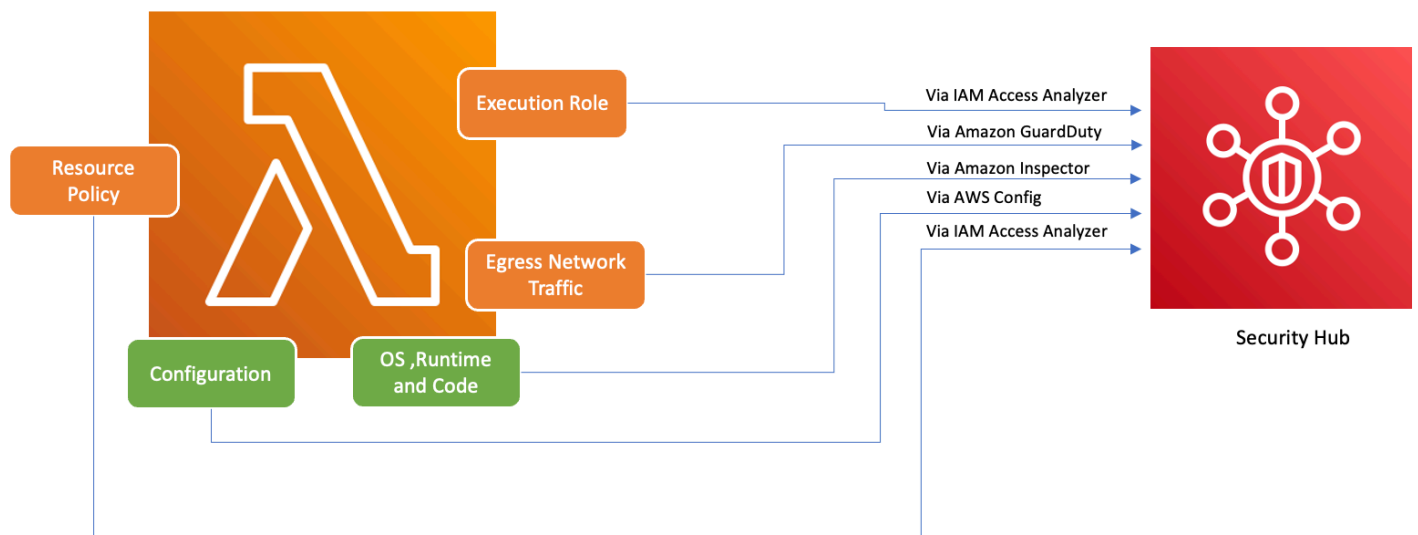 Execution Role
Resource
Policy
Egress Network
Traffic
Configuration
OS ,Runtime
and Code
Via IAM Access Analyzer
Via Amazon GuardDuty
Via Amazon Inspector
Via AWS Config
Via IAM Access Analyzer
Security Hub